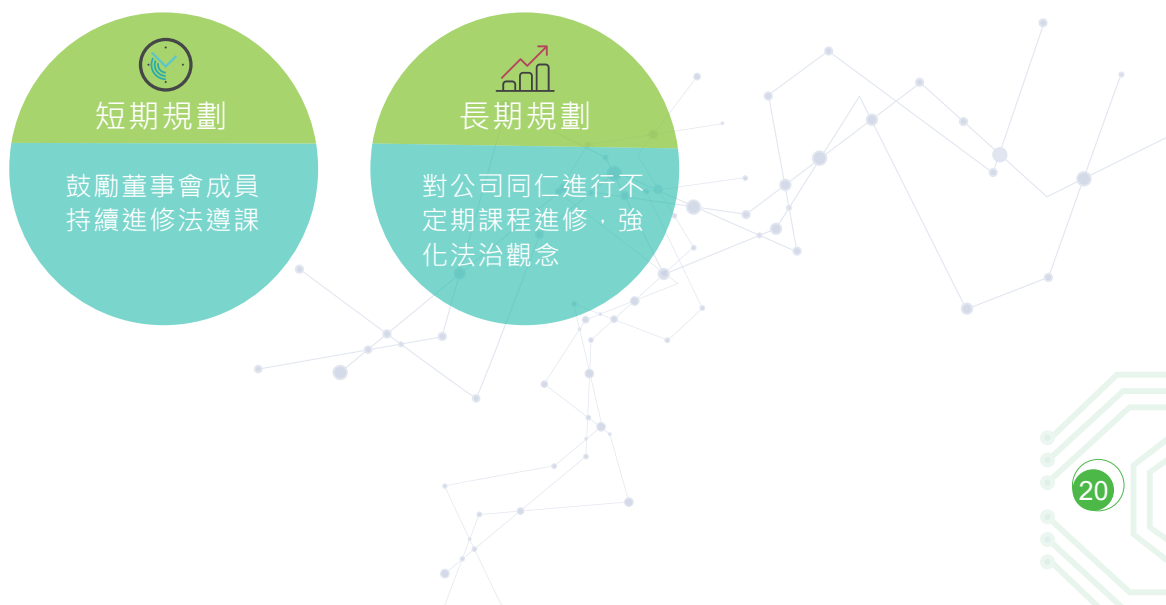 短期規劃
鼓勵董事會成員
持續進修法遵課
長期規劃
對公司同仁進行不
定期課程進修，強
化法治觀念
20